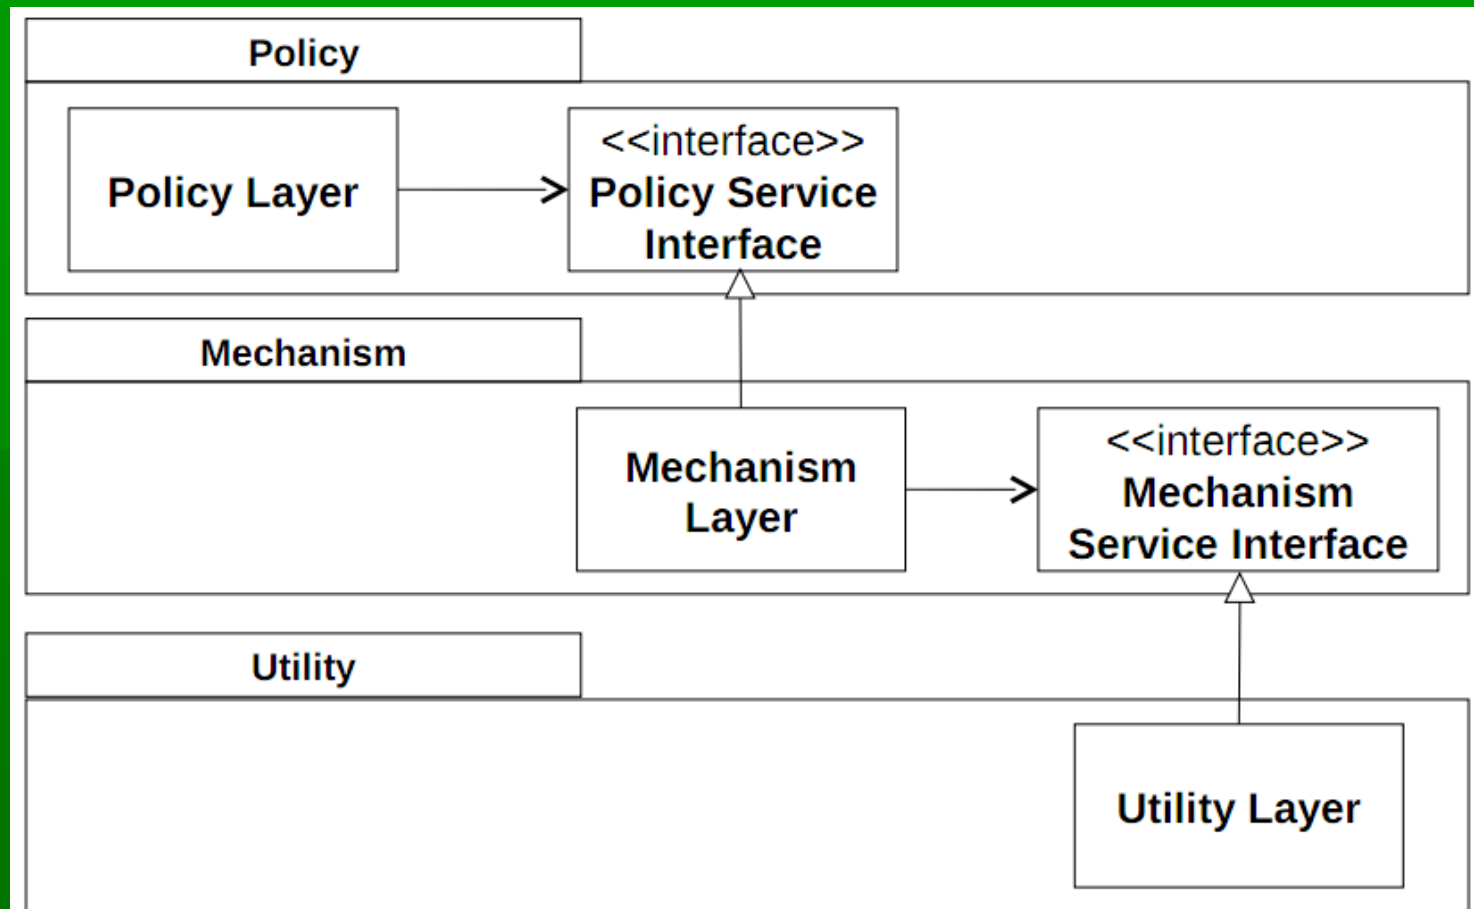 Policy
Policy Layer
<<interface>>
Policy Service
Interface
Mechanism
Mechanism
Layer
<<interface>>
Mechanism
Service Interface
Utility
Utility Layer